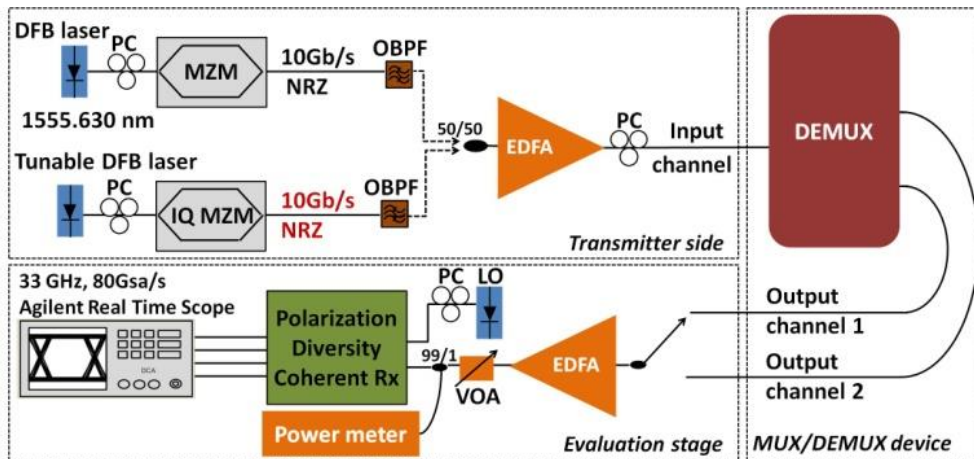 DFB laser
PC
MZM
10Gb/s
NRZ
OBPF
1555.630 nm
50/50
EDFA
PC
Input
channel
DEMUX
Tunable DFB laser
PC
IQ MZM
10Gb/s
NRZ
OBPF
Transmitter side
33 GHz, 80Gsa/s
Agilent Real Time Scope
DCA
Polarization
Diversity
Coherent Rx
PC
LO
99/1
VOA
EDFA
Power meter
Evaluation stage
Output
channel 1
Output
channel 2
MUX/DEMUX device